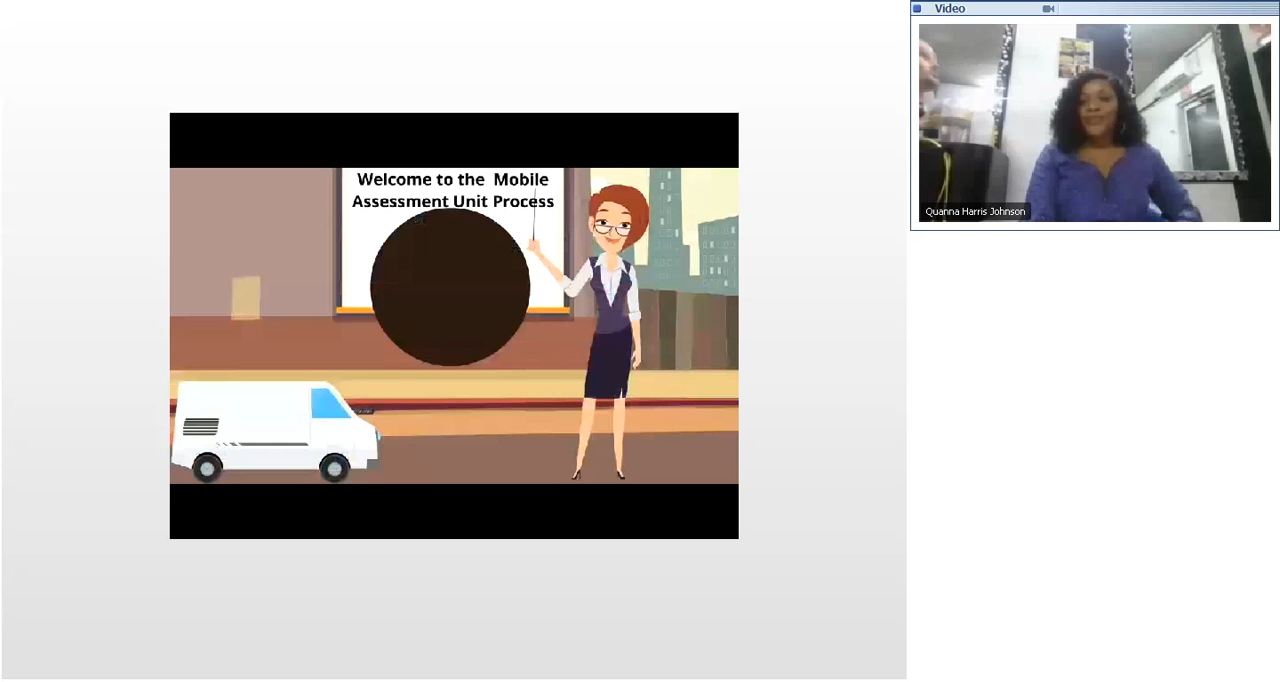 Video
Welcome to the Mobile
Assessment Unit Process
Quanna Harris Johnson